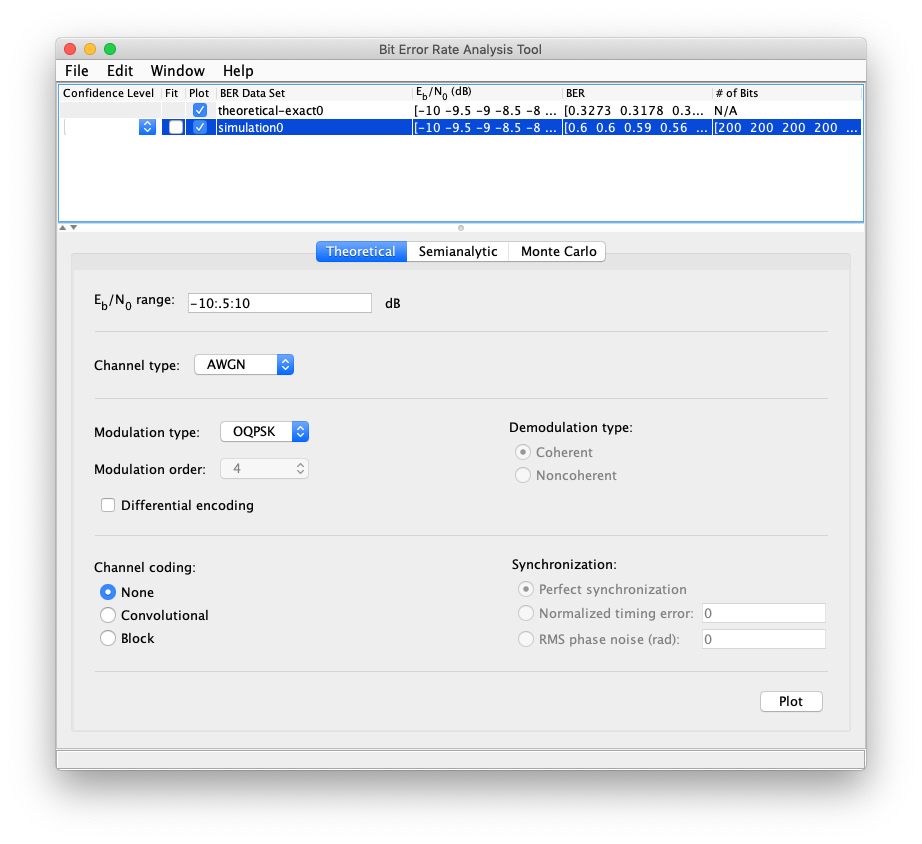 Bit Error Rate Analysis Tool
File Edit Window Help
Confidence Level Fit Plot BER Data Set Eb/N0 (dB) BER # of Bits
theoretical-exact0 [-10 -9.5 -9 -8.5 -8 ... [0.3273 0.3178 0.3... N/A
simulation0 [-10 -9.5 -9 -8.5 -8 ... [0.6 0.6 0.59 0.56 ... [200 200 200 200 ...
Theoretical Semianalytic Monte Carlo
Eb/N0 range: -10:.5:10 dB
Channel type: AWGN
Modulation type: OQPSK
Modulation order: 4
Differential encoding
Demodulation type:
Coherent
Noncoherent
Channel coding:
None
Convolutional
Block
Synchronization:
Perfect synchronization
Normalized timing error: 0
RMS phase noise (rad): 0
Plot